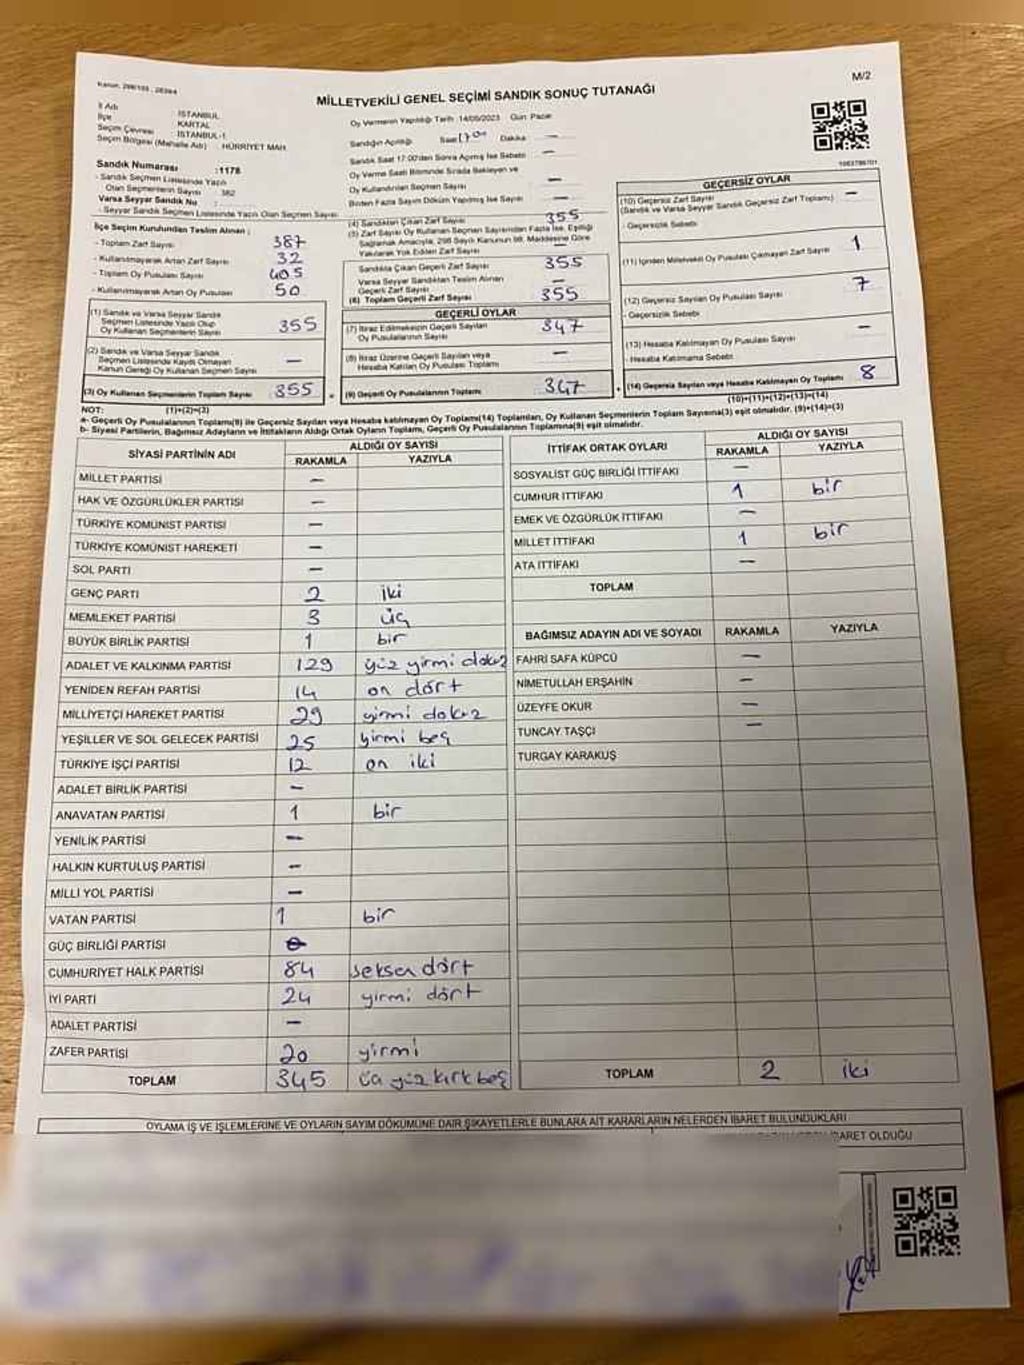 Kanun: 298/105, 2839/4
M/2
MİLLETVEKİLİ GENEL SEÇİMİ SANDIK SONUÇ TUTANAĞI
İl Adı : İSTANBUL
İlçe : KARTAL
Seçim Çevresi : İSTANBUL-1
Seçim Bölgesi (Mahalle Adı) : HÜRRİYET MAH.
Sandık Numarası :1178
- Sandık Seçmen Listesinde Yazılı
Olan Seçmenlerin Sayısı : 382
Varsa Seyyar Sandık No :
- Seyyar Sandık Seçmen Listesinde Yazılı Olan Seçmen Sayısı:
Oy Vermenin Yapıldığı Tarih :14/05/2023 Gün: Pazar
Sandığın Açıldığı Saat 17 00 Dakika : —
Sandık Saat 17:00'den Sonra Açılmış İse Sebebi —
Oy Verme Saati Bitiminde Sırada Bekleyen ve
Oy Kullandırılan Seçmen Sayısı —
Birden Fazla Sayım Döküm Yapılmış İse Sayısı —
1063786701
İlçe Seçim Kurulundan Teslim Alınan :
- Toplam Zarf Sayısı 387
- Kullanılmayarak Artan Zarf Sayısı 32
- Toplam Oy Pusulası Sayısı 405
- Kullanılmayarak Artan Oy Pusulası 50
(1) Sandık ve Varsa Seyyar Sandık
Seçmen Listesinde Yazılı Olup
Oy Kullanan Seçmenlerin Sayısı 355
(2) Sandık ve Varsa Seyyar Sandık
Seçmen Listesinde Kayıtlı Olmayan
Kanun Gereği Oy Kullanan Seçmen Sayısı —
(3) Oy Kullanan Seçmenlerin Toplam Sayısı 355
(1)+(2)=(3)
(4) Sandıktan Çıkan Zarf Sayısı 355
(5) Zarf Sayısı Oy Kullanan Seçmen Sayısından Fazla İse, Eşitliği
Sağlamak Amacıyla, 298 Sayılı Kanunun 98. Maddesine Göre
Yakılarak Yok Edilen Zarf Sayısı —
Sandıkta Çıkan Geçerli Zarf Sayısı 355
Varsa Seyyar Sandıktan Teslim Alınan
Geçerli Zarf Sayısı —
(6) Toplam Geçerli Zarf Sayısı 355
GEÇERLİ OYLAR
(7) İtiraz Edilmeksizin Geçerli Sayılan
Oy Pusulalarının Sayısı 347
(8) İtiraz Üzerine Geçerli Sayılan veya
Hesaba Katılan Oy Pusulası Toplamı —
(9) Geçerli Oy Pusulalarının Toplamı 347
GEÇERSİZ OYLAR
(10) Geçersiz Zarf Sayısı —
(Sandık ve Varsa Seyyar Sandık Geçersiz Zarf Toplamı)
- Geçersizlik Sebebi
(11) İçinden Milletvekili Oy Pusulası Çıkmayan Zarf Sayısı 1
(12) Geçersiz Sayılan Oy Pusulası Sayısı 7
- Geçersizlik Sebebi:
(13) Hesaba Katılmayan Oy Pusulası Sayısı —
- Hesaba Katılmama Sebebi
(14) Geçersiz Sayılan veya Hesaba Katılmayan Oy Toplamı 8
(10)+(11)+(12)+(13)=(14)
NOT:
a- Geçerli Oy Pusulalarının Toplamı(9) ile Geçersiz Sayılan veya Hesaba katılmayan Oy Toplamı(14) Toplamları, Oy Kullanan Seçmenlerin Toplam Sayısına(3) eşit olmalıdır. (9)+(14)=(3)
b- Siyasi Partilerin, Bağımsız Adayların ve İttifakların Aldığı Ortak Oyların Toplamı, Geçerli Oy Pusulalarının Toplamına(9) eşit olmalıdır.
SİYASİ PARTİNİN ADI ALDIĞI OY SAYISI
RAKAMLA YAZIYLA
MİLLET PARTİSİ —
HAK VE ÖZGÜRLÜKLER PARTİSİ —
TÜRKİYE KOMÜNİST PARTİSİ —
TÜRKİYE KOMÜNİST HAREKETİ —
SOL PARTİ —
GENÇ PARTİ 2 iki
MEMLEKET PARTİSİ 3 üç
BÜYÜK BİRLİK PARTİSİ 1 bir
ADALET VE KALKINMA PARTİSİ 129 yüz yirmi dokuz
YENİDEN REFAH PARTİSİ 14 on dört
MİLLİYETÇİ HAREKET PARTİSİ 29 yirmi dokuz
YEŞİLLER VE SOL GELECEK PARTİSİ 25 yirmi beş
TÜRKİYE İŞÇİ PARTİSİ 12 on iki
ADALET BİRLİK PARTİSİ —
ANAVATAN PARTİSİ 1 bir
YENİLİK PARTİSİ —
HALKIN KURTULUŞ PARTİSİ —
MİLLİ YOL PARTİSİ —
VATAN PARTİSİ 1 bir
GÜÇ BİRLİĞİ PARTİSİ
CUMHURİYET HALK PARTİSİ 84 seksen dört
İYİ PARTİ 24 yirmi dört
ADALET PARTİSİ —
ZAFER PARTİSİ 20 yirmi
TOPLAM 345 üç yüz kırk beş
İTTİFAK ORTAK OYLARI ALDIĞI OY SAYISI
RAKAMLA YAZIYLA
SOSYALİST GÜÇ BİRLİĞİ İTTİFAKI —
CUMHUR İTTİFAKI 1 bir
EMEK VE ÖZGÜRLÜK İTTİFAKI —
MİLLET İTTİFAKI 1 bir
ATA İTTİFAKI —
TOPLAM
BAĞIMSIZ ADAYIN ADI VE SOYADI RAKAMLA YAZIYLA
FAHRİ SAFA KÜPCÜ —
NİMETULLAH ERŞAHİN —
ÜZEYFE OKUR —
TUNCAY TAŞÇI —
TURGAY KARAKUŞ
TOPLAM 2 iki
OYLAMA İŞ VE İŞLEMLERİNE VE OYLARIN SAYIM DÖKÜMÜNE DAİR ŞİKAYETLERLE BUNLARA AİT KARARLARIN NELERDEN İBARET BULUNDUKLARI
OLDUĞU